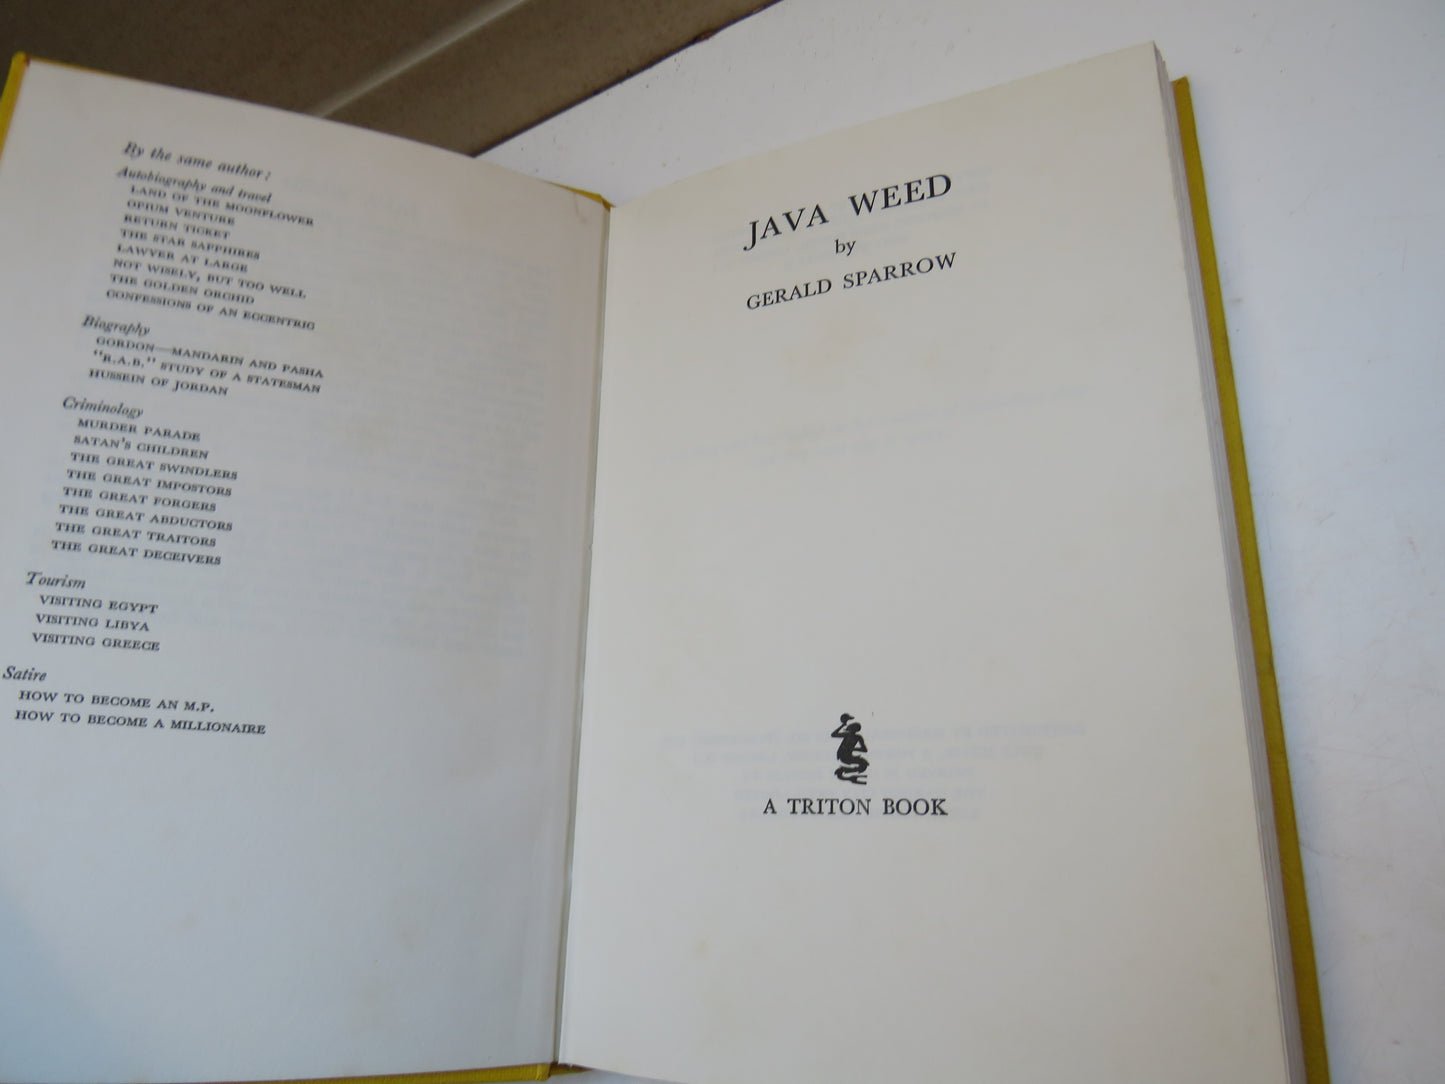 By the same author:
Autobiography and travel
LAND OF THE MOONFLOWER
OPIUM VENTURE
RETURN TICKET
THE STAR SAPPHIRES
LAWYER AT LARGE
NOT WISELY, BUT TOO WELL
THE GOLDEN ORCHID
CONFESSIONS OF AN ECCENTRIC
Biography
GORDON—MANDARIN AND PASHA
"R.A.B." STUDY OF A STATESMAN
HUSSEIN OF JORDAN
Criminology
MURDER PARADE
SATAN'S CHILDREN
THE GREAT SWINDLERS
THE GREAT IMPOSTORS
THE GREAT FORGERS
THE GREAT ABDUCTORS
THE GREAT TRAITORS
THE GREAT DECEIVERS
Tourism
VISITING EGYPT
VISITING LIBYA
VISITING GREECE
Satire
HOW TO BECOME AN M.P.
HOW TO BECOME A MILLIONAIRE
JAVA WEED
by
GERALD SPARROW
A TRITON BOOK